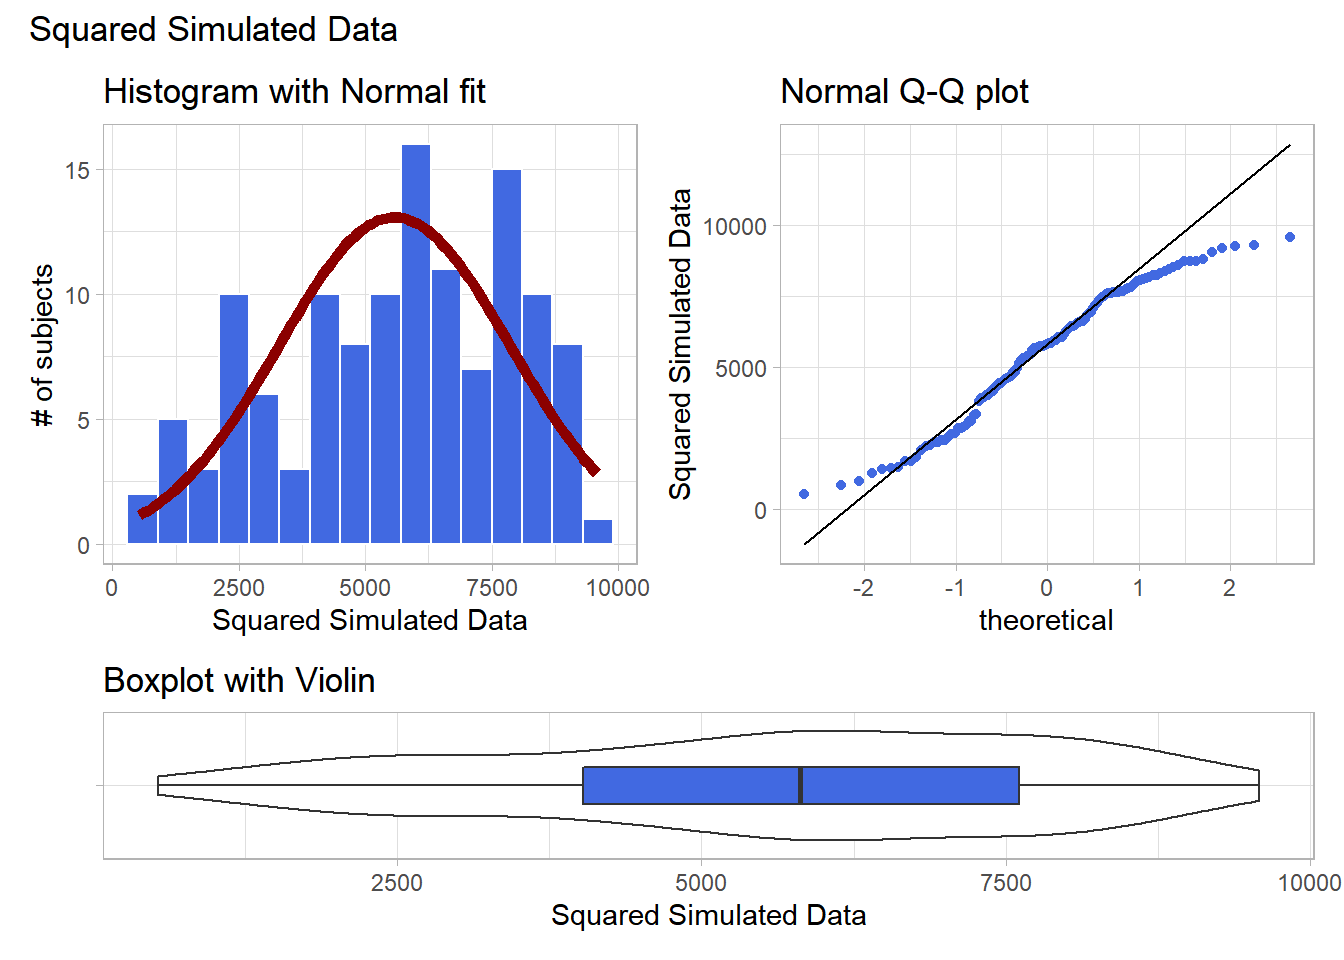 Squared Simulated Data
Histogram with Normal fit
15
10
5
0
# of subjects
0 2500 5000 7500 10000
Squared Simulated Data
Normal Q-Q plot
10000
5000
0
Squared Simulated Data
-2 -1 0 1 2
theoretical
Boxplot with Violin
2500 5000 7500 10000
Squared Simulated Data